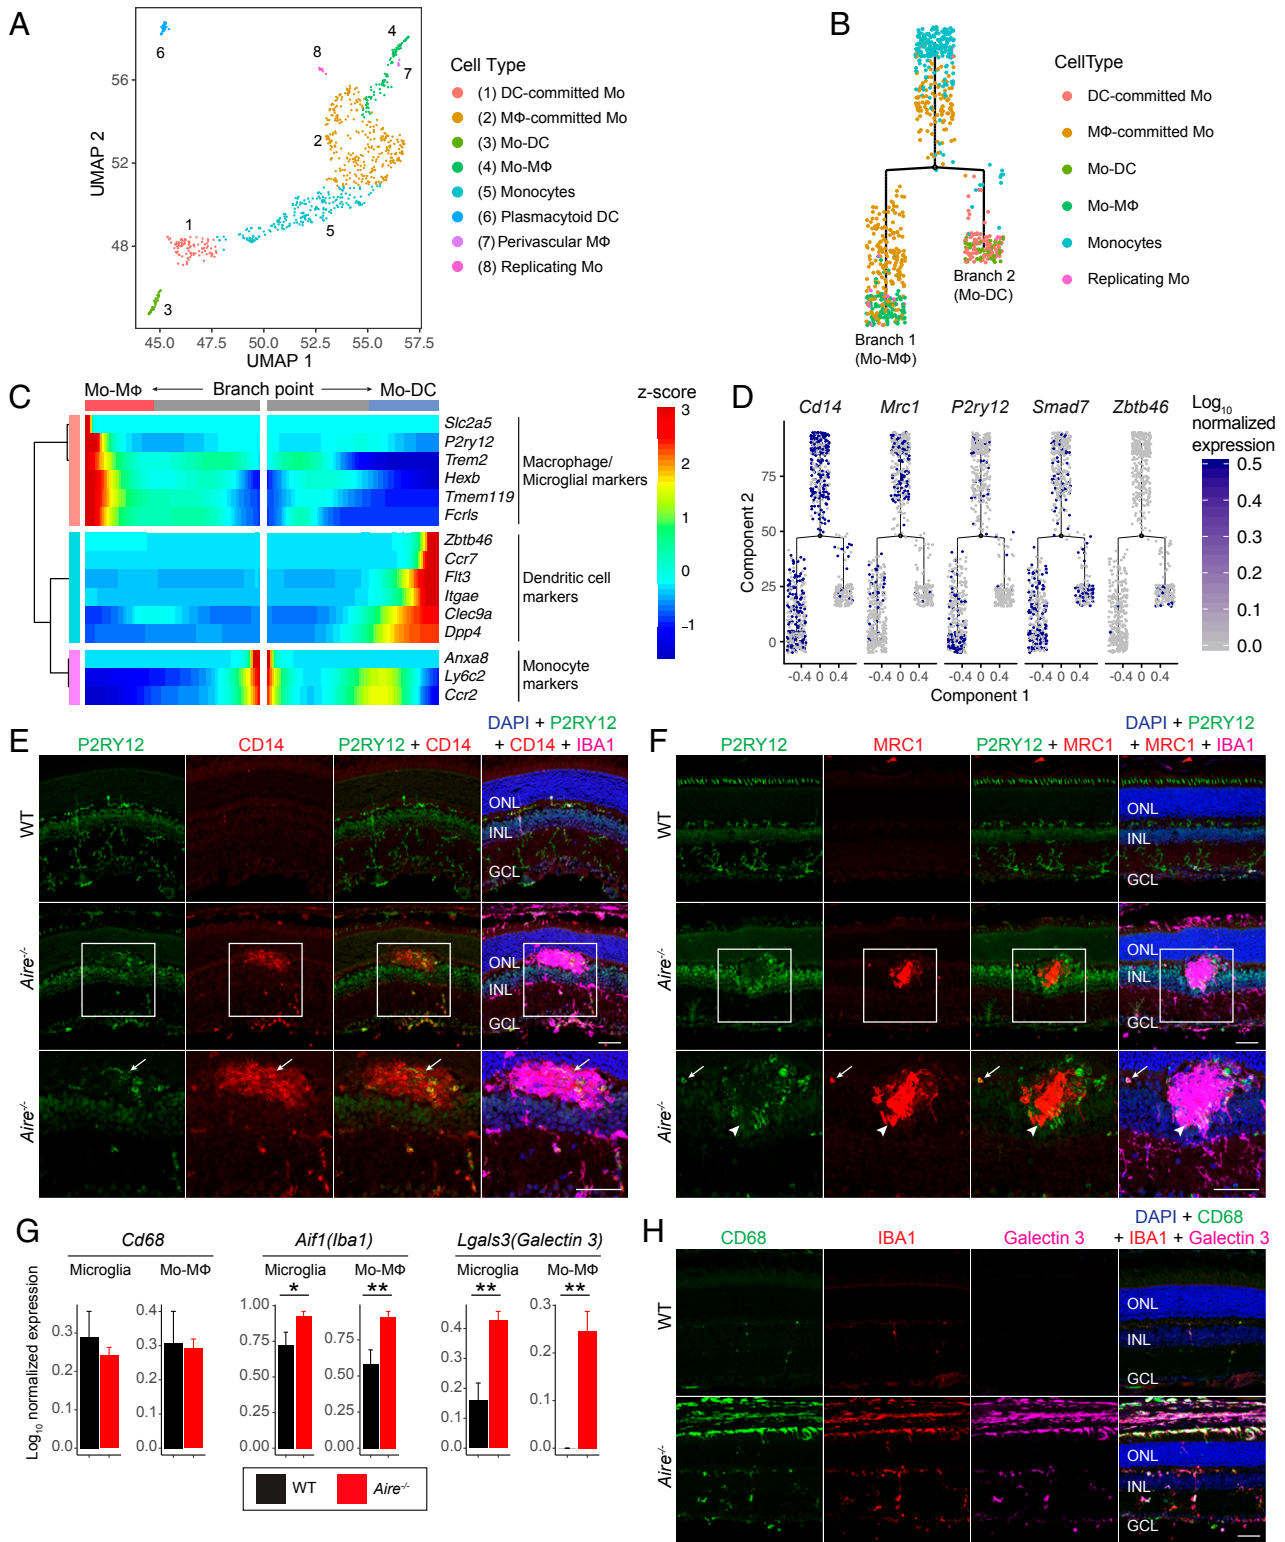 A
6
8
4
7
2
5
1
3
56
52
48
UMAP 2
45.0 47.5 50.0 52.5 55.0 57.5
UMAP 1
Cell Type
(1) DC-committed Mo
(2) MΦ-committed Mo
(3) Mo-DC
(4) Mo-MΦ
(5) Monocytes
(6) Plasmacytoid DC
(7) Perivascular MΦ
(8) Replicating Mo
B
Branch 2
(Mo-DC)
Branch 1
(Mo-MΦ)
CellType
DC-committed Mo
MΦ-committed Mo
Mo-DC
Mo-MΦ
Monocytes
Replicating Mo
C
Mo-MΦ
Branch point
Mo-DC
Slc2a5
P2ry12
Trem2
Hexb
Tmem119
Fcrls
Macrophage/
Microglial markers
Zbtb46
Ccr7
Flt3
Itgae
Clec9a
Dpp4
Dendritic cell
markers
Anxa8
Ly6c2
Ccr2
Monocyte
markers
z-score
3
2
1
0
−1
D
Cd14 Mrc1 P2ry12 Smad7 Zbtb46
75
50
25
0
Component 2
-0.4 0 0.4 -0.4 0 0.4 -0.4 0 0.4 -0.4 0 0.4 -0.4 0 0.4
Component 1
Log10
normalized
expression
0.5
0.4
0.3
0.2
0.1
0.0
E
P2RY12
CD14
P2RY12 + CD14
DAPI + P2RY12
+ CD14 + IBA1
WT
ONL
INL
GCL
Aire-/-
ONL
INL
GCL
Aire-/-
F
P2RY12
MRC1
P2RY12 + MRC1
DAPI + P2RY12
+ MRC1 + IBA1
WT
ONL
INL
GCL
Aire-/-
ONL
INL
GCL
Aire-/-
G
Cd68
Microglia Mo-MΦ
Aif1(Iba1)
Microglia Mo-MΦ
* **
Lgals3(Galectin 3)
Microglia Mo-MΦ
** **
Log10 normalized expression
0.3
0.2
0.1
0.0
0.4
0.3
0.2
0.1
0.0
1.00
0.75
0.50
0.25
0.00
0.75
0.50
0.25
0.00
0.4
0.3
0.2
0.1
0.0
0.3
0.2
0.1
0.0
WT
Aire-/-
H
CD68
IBA1
Galectin 3
DAPI + CD68
+ IBA1 + Galectin 3
WT
ONL
INL
GCL
Aire-/-
ONL
INL
GCL